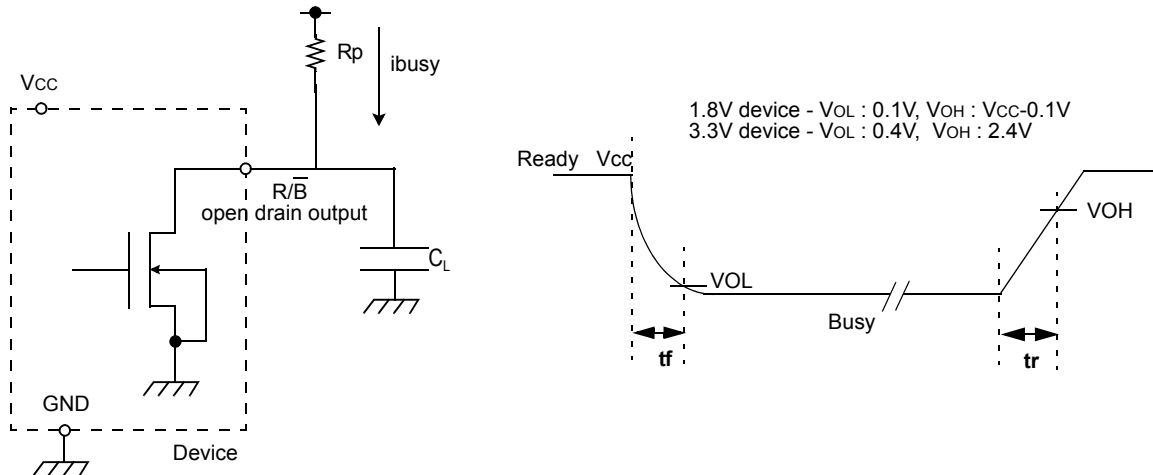 Rp
ibusy
VCC
1.8V device - VOL : 0.1V, VOH : VCC-0.1V
3.3V device - VOL : 0.4V, VOH : 2.4V
Ready Vcc
R/B̅
open drain output
VOH
CL
VOL
Busy
tf
tr
GND
Device